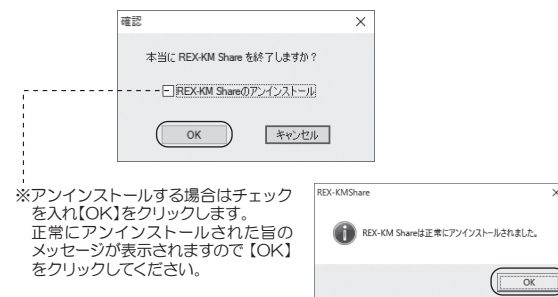 確認
本当に REX-KM Share を終了しますか？
REX-KM Shareのアンインストール
OK
キャンセル
※アンインストールする場合はチェック
を入れ【OK】をクリックします。
正常にアンインストールされた旨の
メッセージが表示されますので【OK】
をクリックしてください。
REX-KMShare
REX-KM Shareは正常にアンインストールされました。
OK